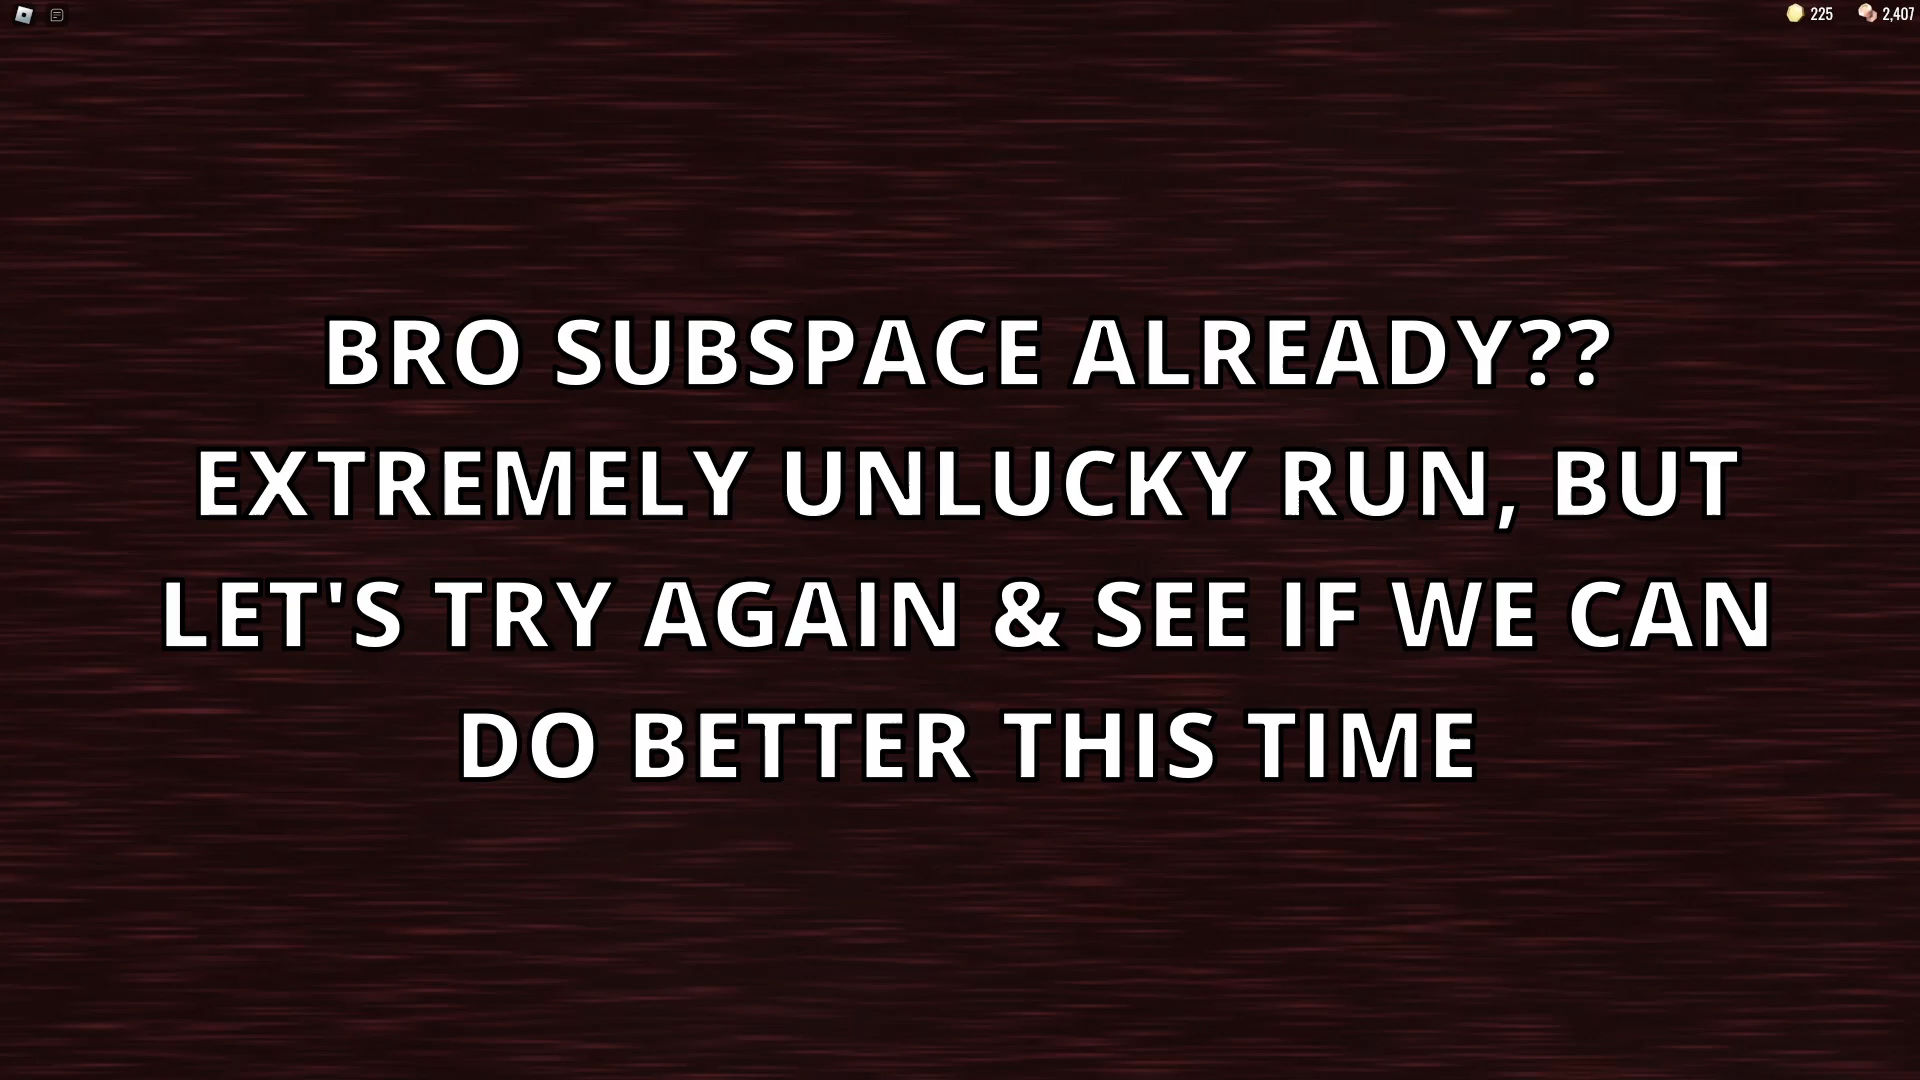 225 2,407
BRO SUBSPACE ALREADY??
EXTREMELY UNLUCKY RUN, BUT
LET'S TRY AGAIN & SEE IF WE CAN
DO BETTER THIS TIME